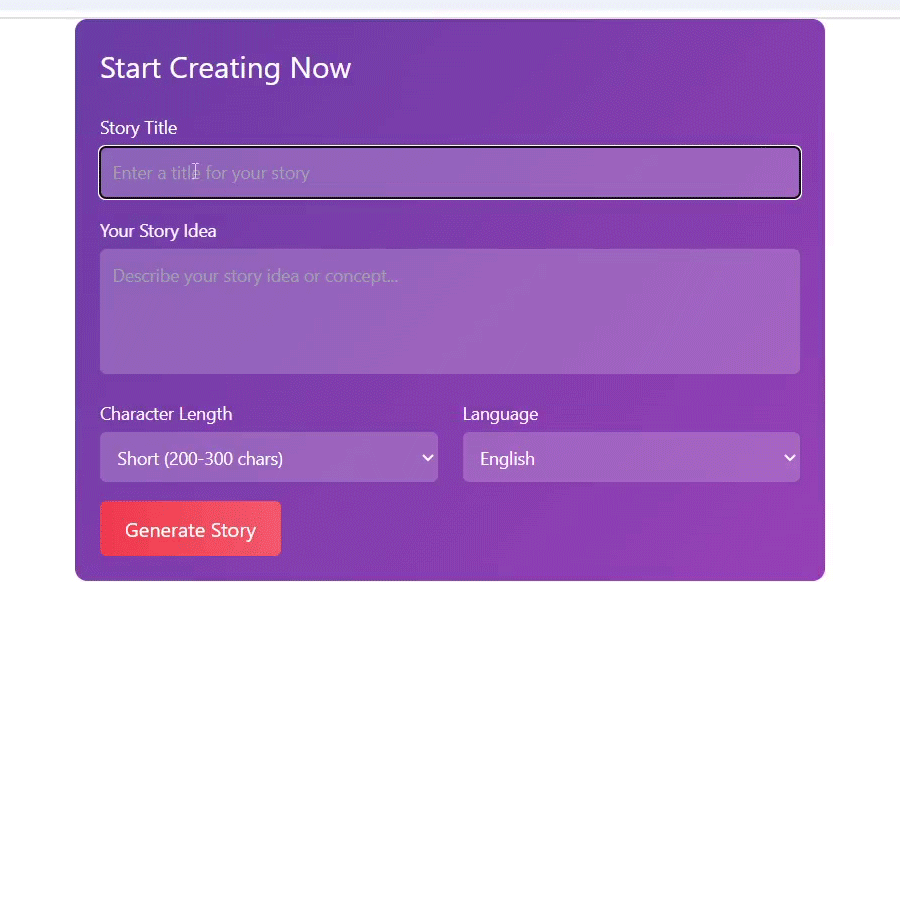 Start Creating Now
Story Title
Enter a title for your story
Your Story Idea
Describe your story idea or concept...
Character Length
Language
Short (200-300 chars)
English
Generate Story